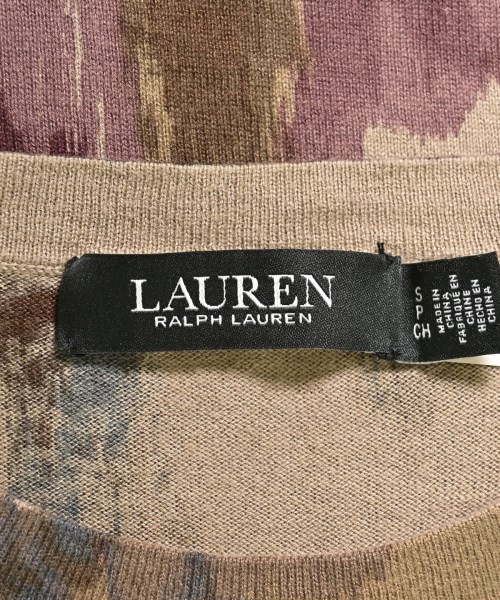 LAUREN
RALPH LAUREN
S
P
CH
MADE IN
CHINA
FABRIQUÉ EN
CHINE
HECHO EN
CHINA